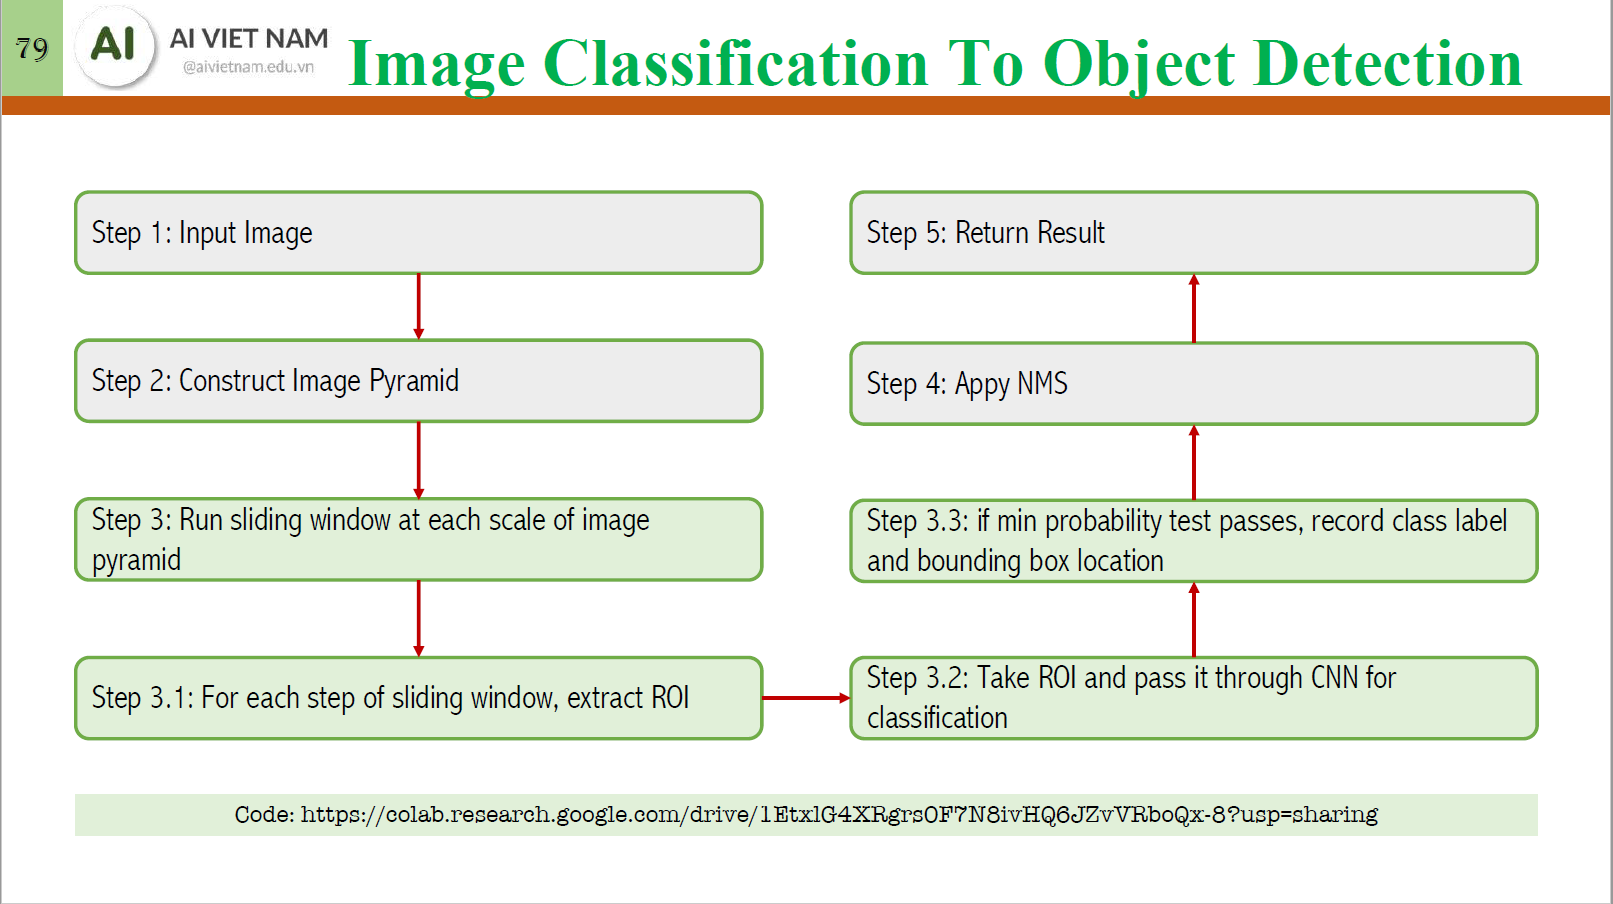 79
AI
AI VIET NAM
@aivietnam.edu.vn
Image Classification To Object Detection
Step 1: Input Image
Step 2: Construct Image Pyramid
Step 3: Run sliding window at each scale of image
pyramid
Step 3.1: For each step of sliding window, extract ROI
Step 3.2: Take ROI and pass it through CNN for
classification
Step 3.3: if min probability test passes, record class label
and bounding box location
Step 4: Appy NMS
Step 5: Return Result
Code: https://colab.research.google.com/drive/1EtxlG4XRgrs0F7N8ivHQ6JZvVRboQx-8?usp=sharing